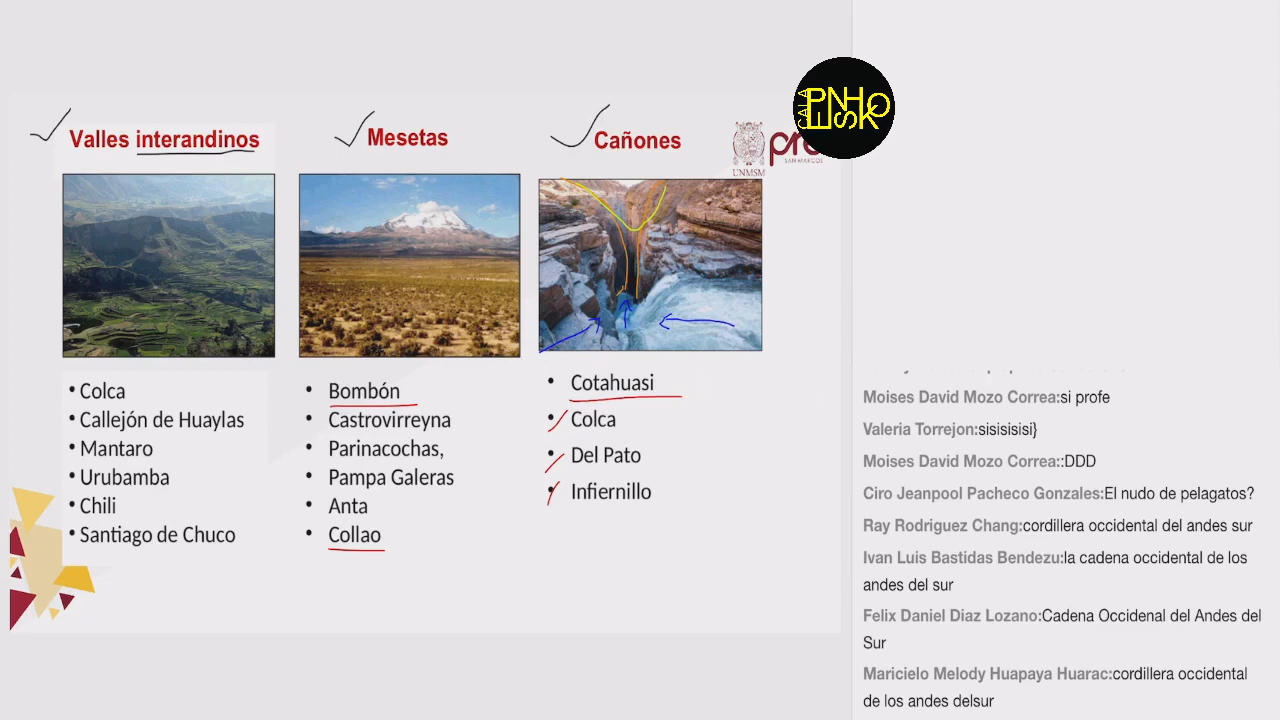 Valles interandinos
Mesetas
Cañones
UNMSM
pre
SAN MARCOS
CALA
PNHO
ESK
• Colca
• Callejón de Huaylas
• Mantaro
• Urubamba
• Chili
• Santiago de Chuco
• Bombón
• Castrovirreyna
• Parinacochas,
• Pampa Galeras
• Anta
• Collao
• Cotahuasi
• Colca
• Del Pato
• Infiernillo
Moises David Mozo Correa:si profe
Valeria Torrejon:sisisisisi}
Moises David Mozo Correa::DDD
Ciro Jeanpool Pacheco Gonzales:El nudo de pelagatos?
Ray Rodriguez Chang:cordillera occidental del andes sur
Ivan Luis Bastidas Bendezu:la cadena occidental de los
andes del sur
Felix Daniel Diaz Lozano:Cadena Occidenal del Andes del
Sur
Maricielo Melody Huapaya Huarac:cordillera occidental
de los andes delsur